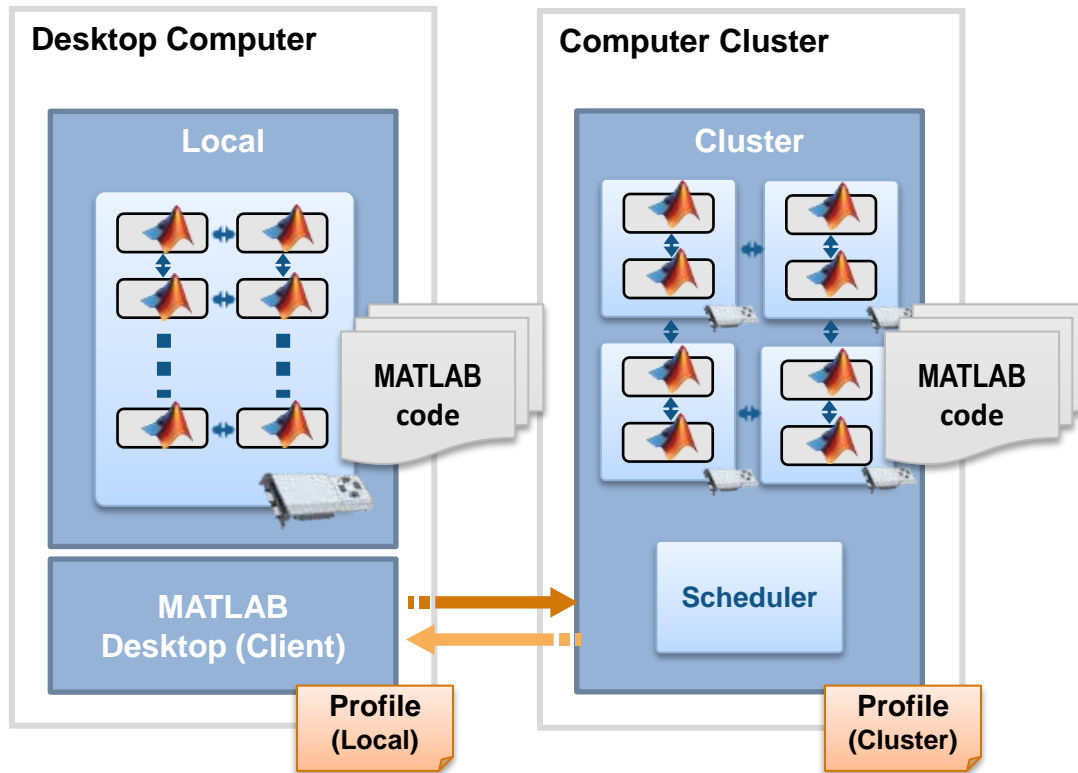 Desktop Computer
Local
MATLAB
code
MATLAB
Desktop (Client)
Profile
(Local)
Computer Cluster
Cluster
MATLAB
code
Scheduler
Profile
(Cluster)